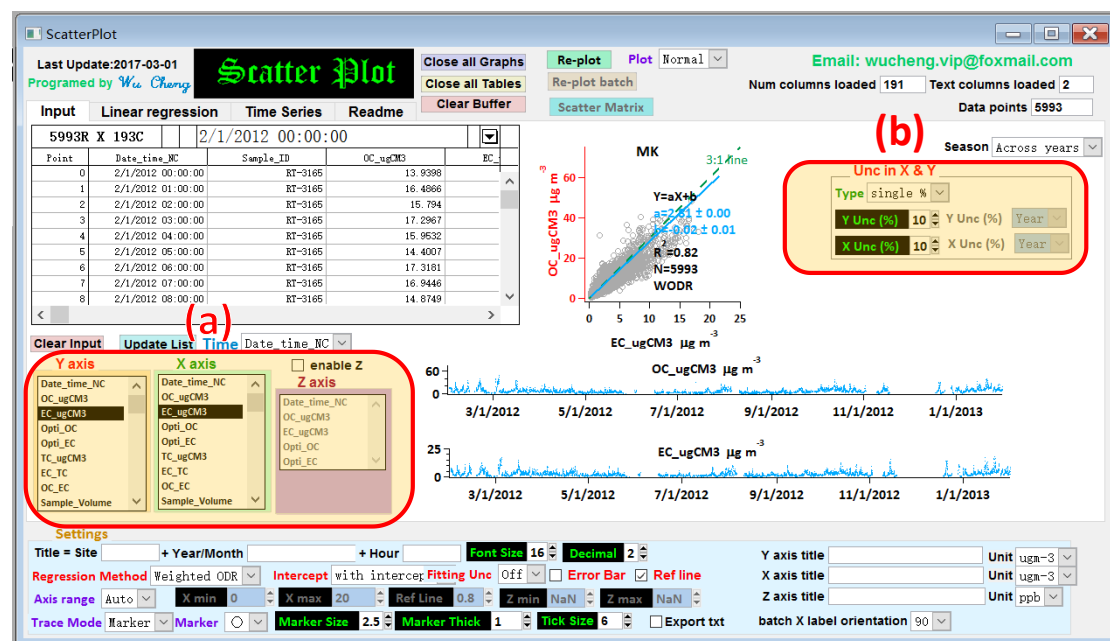 ScatterPlot
Last Update:2017-03-01
Programed by Wu Cheng
Scatter Plot
Close all Graphs
Close all Tables
Clear Buffer
Re-plot Plot Normal
Re-plot batch
Scatter Matrix
Email: wucheng.vip@foxmail.com
Num columns loaded 191 Text columns loaded 2
Data points 5993
Input Linear regression Time Series Readme
5993R X 193C 2/1/2012 00:00:00
Point Date_time_NC Sample_ID OC_ugCM3 EC_
0 2/1/2012 00:00:00 RT-3165 13.9398
1 2/1/2012 01:00:00 RT-3165 16.4866
2 2/1/2012 02:00:00 RT-3165 15.794
3 2/1/2012 03:00:00 RT-3165 17.2967
4 2/1/2012 04:00:00 RT-3165 15.9532
5 2/1/2012 05:00:00 RT-3165 14.4007
6 2/1/2012 06:00:00 RT-3165 17.3181
7 2/1/2012 07:00:00 RT-3165 16.9446
8 2/1/2012 08:00:00 RT-3165 14.8749
MK
3:1 line
Y=aX+b
a=2.81 ± 0.00
b=-0.02 ± 0.01
R2=0.82
N=5993
WODR
OC_ugCM3 µg m-3
60
40
20
0
0 5 10 15 20 25
EC_ugCM3 µg m-3
(b)
Season Across years
Unc in X & Y
Type single %
Y Unc (%) 10 Y Unc (%) Year
X Unc (%) 10 X Unc (%) Year
(a)
Clear Input Update List Time Date_time_NC
Y axis
Date_time_NC
OC_ugCM3
EC_ugCM3
Opti_OC
Opti_EC
TC_ugCM3
EC_TC
OC_EC
Sample_Volume
X axis
Date_time_NC
OC_ugCM3
EC_ugCM3
Opti_OC
Opti_EC
TC_ugCM3
EC_TC
OC_EC
Sample_Volume
enable Z
Z axis
Date_time_NC
OC_ugCM3
EC_ugCM3
Opti_OC
Opti_EC
OC_ugCM3 µg m-3
60
0
3/1/2012 5/1/2012 7/1/2012 9/1/2012 11/1/2012 1/1/2013
EC_ugCM3 µg m-3
25
0
3/1/2012 5/1/2012 7/1/2012 9/1/2012 11/1/2012 1/1/2013
Settings
Title = Site + Year/Month + Hour Font Size 16 Decimal 2
Regression Method Weighted ODR Intercept with intercep Fitting Unc Off Error Bar Ref line
Axis range Auto X min 0 X max 20 Ref Line 0.8 Z min NaN Z max NaN
Trace Mode Marker Marker Marker Size 2.5 Marker Thick 1 Tick Size 6 Export txt
Y axis title Unit ugm-3
X axis title Unit ugm-3
Z axis title Unit ppb
batch X label orientation 90